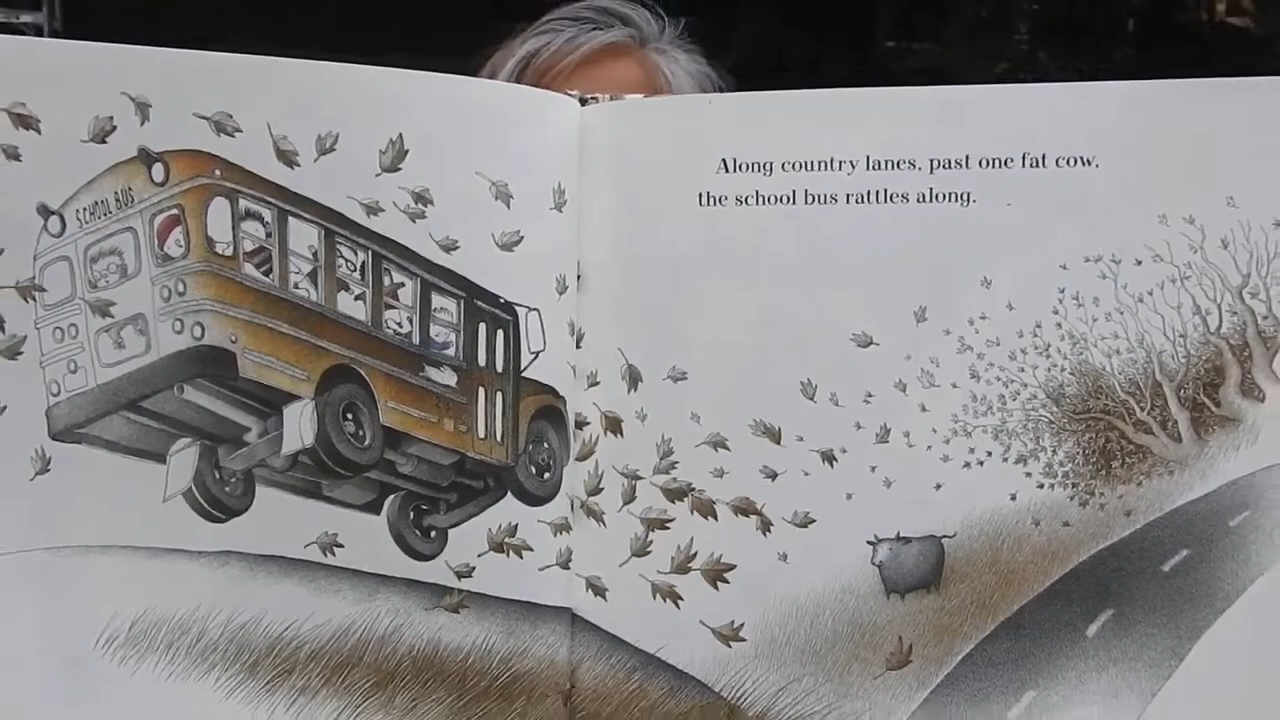 SCHOOL BUS
Along country lanes, past one fat cow,
the school bus rattles along.